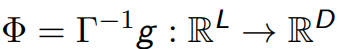 Φ = Γ⁻¹g : ℝᴸ → ℝᴰ